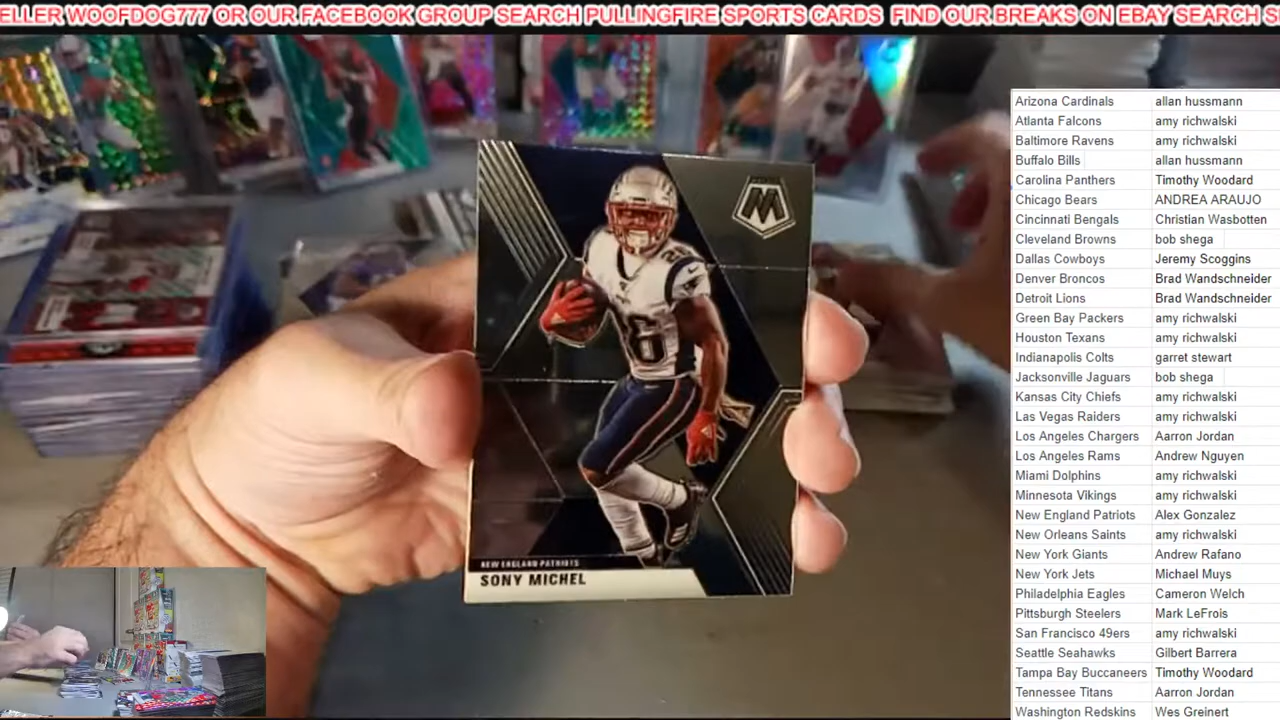 ELLER WOOFDOG777 OR OUR FACEBOOK GROUP SEARCH PULLINGFIRE SPORTS CARDS  FIND OUR BREAKS ON EBAY SEARCH S
M
26
NEW ENGLAND PATRIOTS
SONY MICHEL
Arizona Cardinals allan hussmann
Atlanta Falcons amy richwalski
Baltimore Ravens amy richwalski
Buffalo Bills allan hussmann
Carolina Panthers Timothy Woodard
Chicago Bears ANDREA ARAUJO
Cincinnati Bengals Christian Wasbotten
Cleveland Browns bob shega
Dallas Cowboys Jeremy Scoggins
Denver Broncos Brad Wandschneider
Detroit Lions Brad Wandschneider
Green Bay Packers amy richwalski
Houston Texans amy richwalski
Indianapolis Colts garret stewart
Jacksonville Jaguars bob shega
Kansas City Chiefs amy richwalski
Las Vegas Raiders amy richwalski
Los Angeles Chargers Aarron Jordan
Los Angeles Rams Andrew Nguyen
Miami Dolphins amy richwalski
Minnesota Vikings amy richwalski
New England Patriots Alex Gonzalez
New Orleans Saints amy richwalski
New York Giants Andrew Rafano
New York Jets Michael Muys
Philadelphia Eagles Cameron Welch
Pittsburgh Steelers Mark LeFrois
San Francisco 49ers amy richwalski
Seattle Seahawks Gilbert Barrera
Tampa Bay Buccaneers Timothy Woodard
Tennessee Titans Aarron Jordan
Washington Redskins Wes Greinert